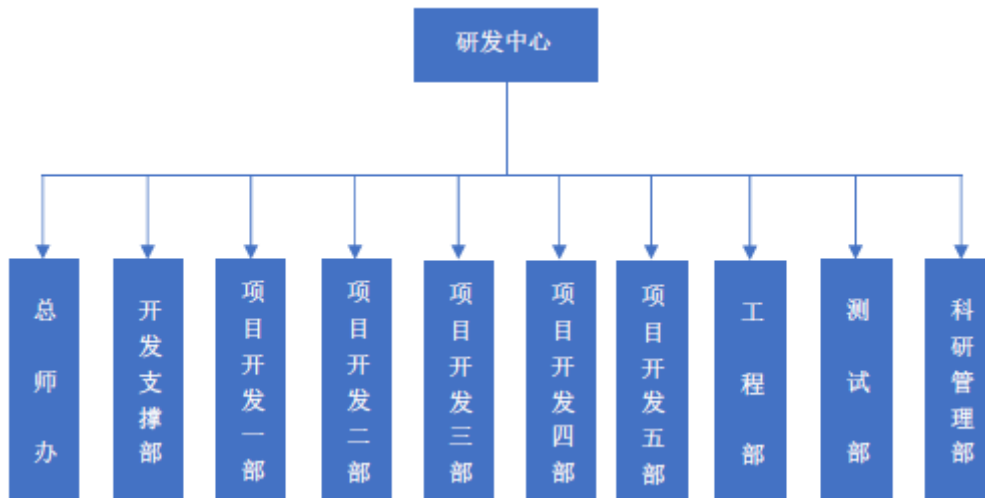 研发中心
总师办
开发支撑部
项目开发一部
项目开发二部
项目开发三部
项目开发四部
项目开发五部
工程部
测试部
科研管理部